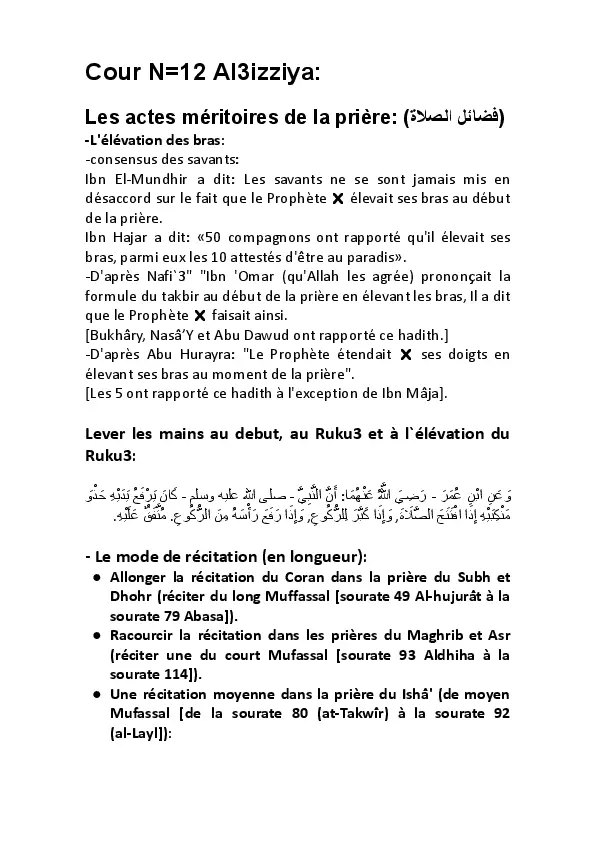 Cour N=12 Al3izziya:
Les actes méritoires de la prière: (فضائل الصلاة)
-L'élévation des bras:
-consensus des savants:
Ibn El-Mundhir a dit: Les savants ne se sont jamais mis en
désaccord sur le fait que le Prophète ❌ élevait ses bras au début
de la prière.
Ibn Hajar a dit: «50 compagnons ont rapporté qu'il élevait ses
bras, parmi eux les 10 attestés d'être au paradis».
-D'après Nafi`3" "Ibn 'Omar (qu'Allah les agrée) prononçait la
formule du takbir au début de la prière en élevant les bras, Il a dit
que le Prophète ❌ faisait ainsi.
[Bukhâry, Nasâ’Y et Abu Dawud ont rapporté ce hadith.]
-D'après Abu Hurayra: "Le Prophète étendait ❌ ses doigts en
élevant ses bras au moment de la prière".
[Les 5 ont rapporté ce hadith à l'exception de Ibn Mâja].
Lever les mains au debut, au Ruku3 et à l`élévation du
Ruku3:
وَ عَنِ ابْنِ عُمَرَ - رَضِيَ اللَّهُ عَنْهُمَا: أَنَّ النَّبِيَّ - صلى الله عليه وسلم - كَانَ يَرْفَعُ يَدَيْهِ حَذْوَ
مَنْكِبَيْهِ إِذَا افْتَتَحَ الصَّلَاةَ, وَإِذَا كَبَّرَ لِلرُّكُوعِ, وَإِذَا رَفَعَ رَأْسَهُ مِنَ الرُّكُوعِ. مُتَّفَقٌ عَلَيْهِ.
- Le mode de récitation (en longueur):
● Allonger la récitation du Coran dans la prière du Subh et
Dhohr (réciter du long Muffassal [sourate 49 Al-hujurât à la
sourate 79 Abasa]).
● Racourcir la récitation dans les prières du Maghrib et Asr
(réciter une du court Mufassal [sourate 93 Aldhiha à la
sourate 114]).
● Une récitation moyenne dans la prière du Ishâ' (de moyen
Mufassal [de la sourate 80 (at-Takwîr) à la sourate 92
(al-Layl]):